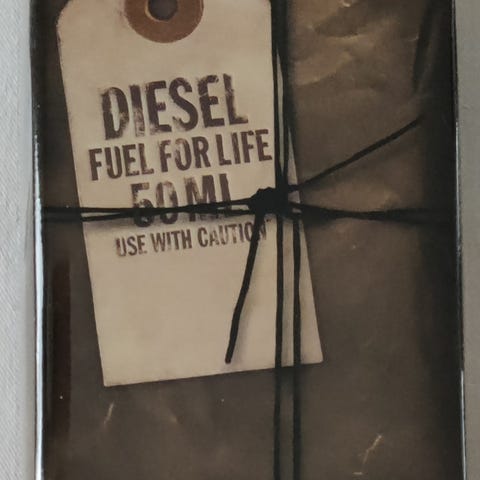 DIESEL
FUEL FOR LIFE
50 ML
USE WITH CAUTION